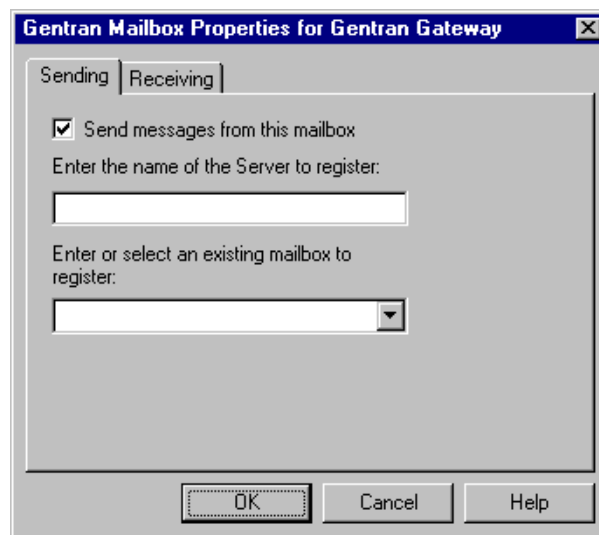 Gentran Mailbox Properties for Gentran Gateway
Sending
Receiving
Send messages from this mailbox
Enter the name of the Server to register:
Enter or select an existing mailbox to
register:
OK
Cancel
Help